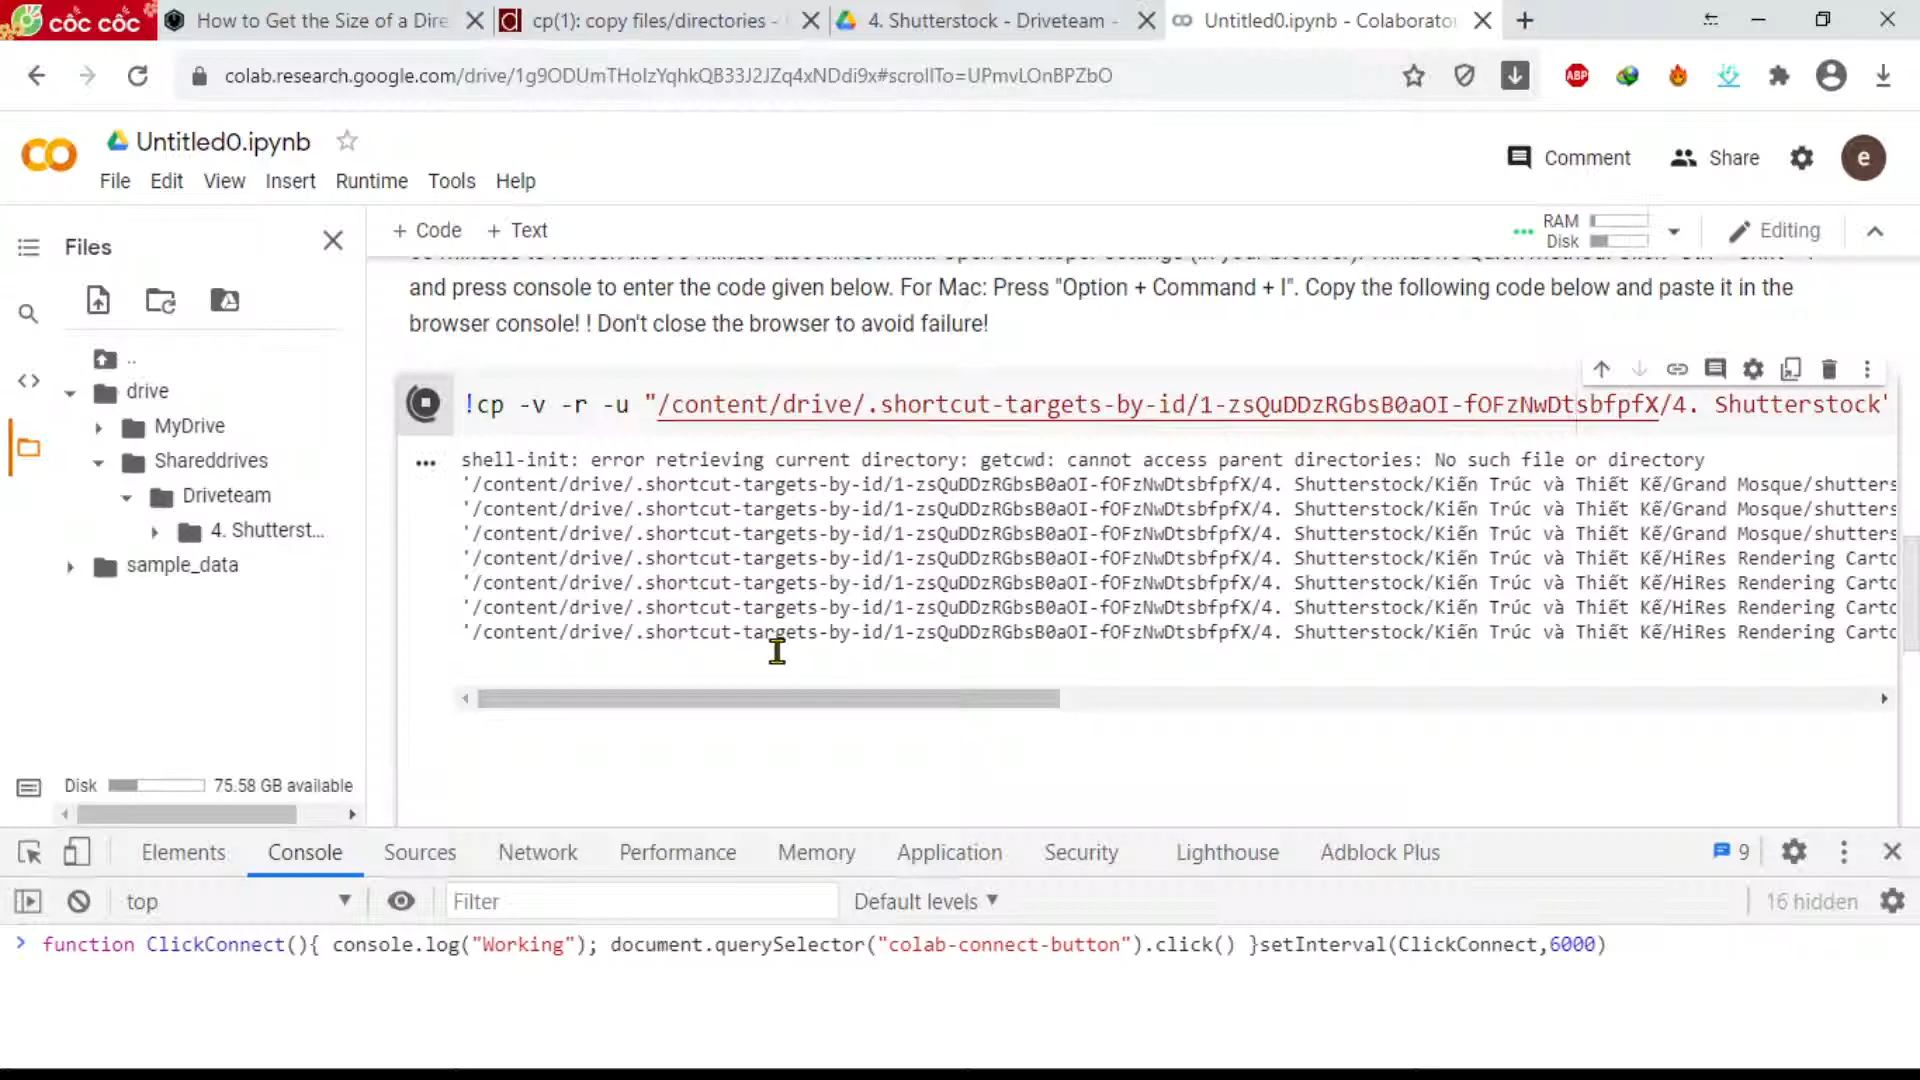 cốc cốc
How to Get the Size of a Dire
cp(1): copy files/directories -
4. Shutterstock - Driveteam -
Untitled0.ipynb - Colaborato
colab.research.google.com/drive/1g9ODUmTHoIzYqhkQB33J2JZq4xNDdi9x#scrollTo=UPmvLOnBPZbO
ABP
Untitled0.ipynb
Comment
Share
e
File Edit View Insert Runtime Tools Help
Files
+ Code + Text
RAM
Disk
Editing
and press console to enter the code given below. For Mac: Press "Option + Command + I". Copy the following code below and paste it in the
browser console! ! Don't close the browser to avoid failure!
..
drive
MyDrive
Shareddrives
Driveteam
4. Shutterst...
sample_data
!cp -v -r -u "/content/drive/.shortcut-targets-by-id/1-zsQuDDzRGbsB0aOI-fOFzNwDtsbfpfX/4. Shutterstock'
shell-init: error retrieving current directory: getcwd: cannot access parent directories: No such file or directory
'/content/drive/.shortcut-targets-by-id/1-zsQuDDzRGbsB0aOI-fOFzNwDtsbfpfX/4. Shutterstock/Kiến Trúc và Thiết Kế/Grand Mosque/shutters
'/content/drive/.shortcut-targets-by-id/1-zsQuDDzRGbsB0aOI-fOFzNwDtsbfpfX/4. Shutterstock/Kiến Trúc và Thiết Kế/Grand Mosque/shutters
'/content/drive/.shortcut-targets-by-id/1-zsQuDDzRGbsB0aOI-fOFzNwDtsbfpfX/4. Shutterstock/Kiến Trúc và Thiết Kế/Grand Mosque/shutters
'/content/drive/.shortcut-targets-by-id/1-zsQuDDzRGbsB0aOI-fOFzNwDtsbfpfX/4. Shutterstock/Kiến Trúc và Thiết Kế/HiRes Rendering Carto
'/content/drive/.shortcut-targets-by-id/1-zsQuDDzRGbsB0aOI-fOFzNwDtsbfpfX/4. Shutterstock/Kiến Trúc và Thiết Kế/HiRes Rendering Carto
'/content/drive/.shortcut-targets-by-id/1-zsQuDDzRGbsB0aOI-fOFzNwDtsbfpfX/4. Shutterstock/Kiến Trúc và Thiết Kế/HiRes Rendering Carto
'/content/drive/.shortcut-targets-by-id/1-zsQuDDzRGbsB0aOI-fOFzNwDtsbfpfX/4. Shutterstock/Kiến Trúc và Thiết Kế/HiRes Rendering Carto
Disk 75.58 GB available
Elements Console Sources Network Performance Memory Application Security Lighthouse Adblock Plus 9
top Filter Default levels 16 hidden
function ClickConnect(){ console.log("Working"); document.querySelector("colab-connect-button").click() }setInterval(ClickConnect,6000)